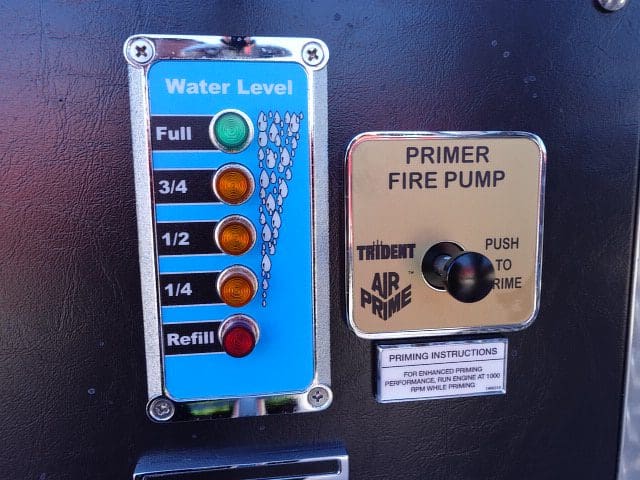 Water Level
Full
3/4
1/2
1/4
Refill
PRIMER
FIRE PUMP
TRIDENT
AIR
PRIME
™
PUSH
TO
PRIME
PRIMING INSTRUCTIONS
FOR ENHANCED PRIMING
PERFORMANCE, RUN ENGINE AT 1000
RPM WHILE PRIMING